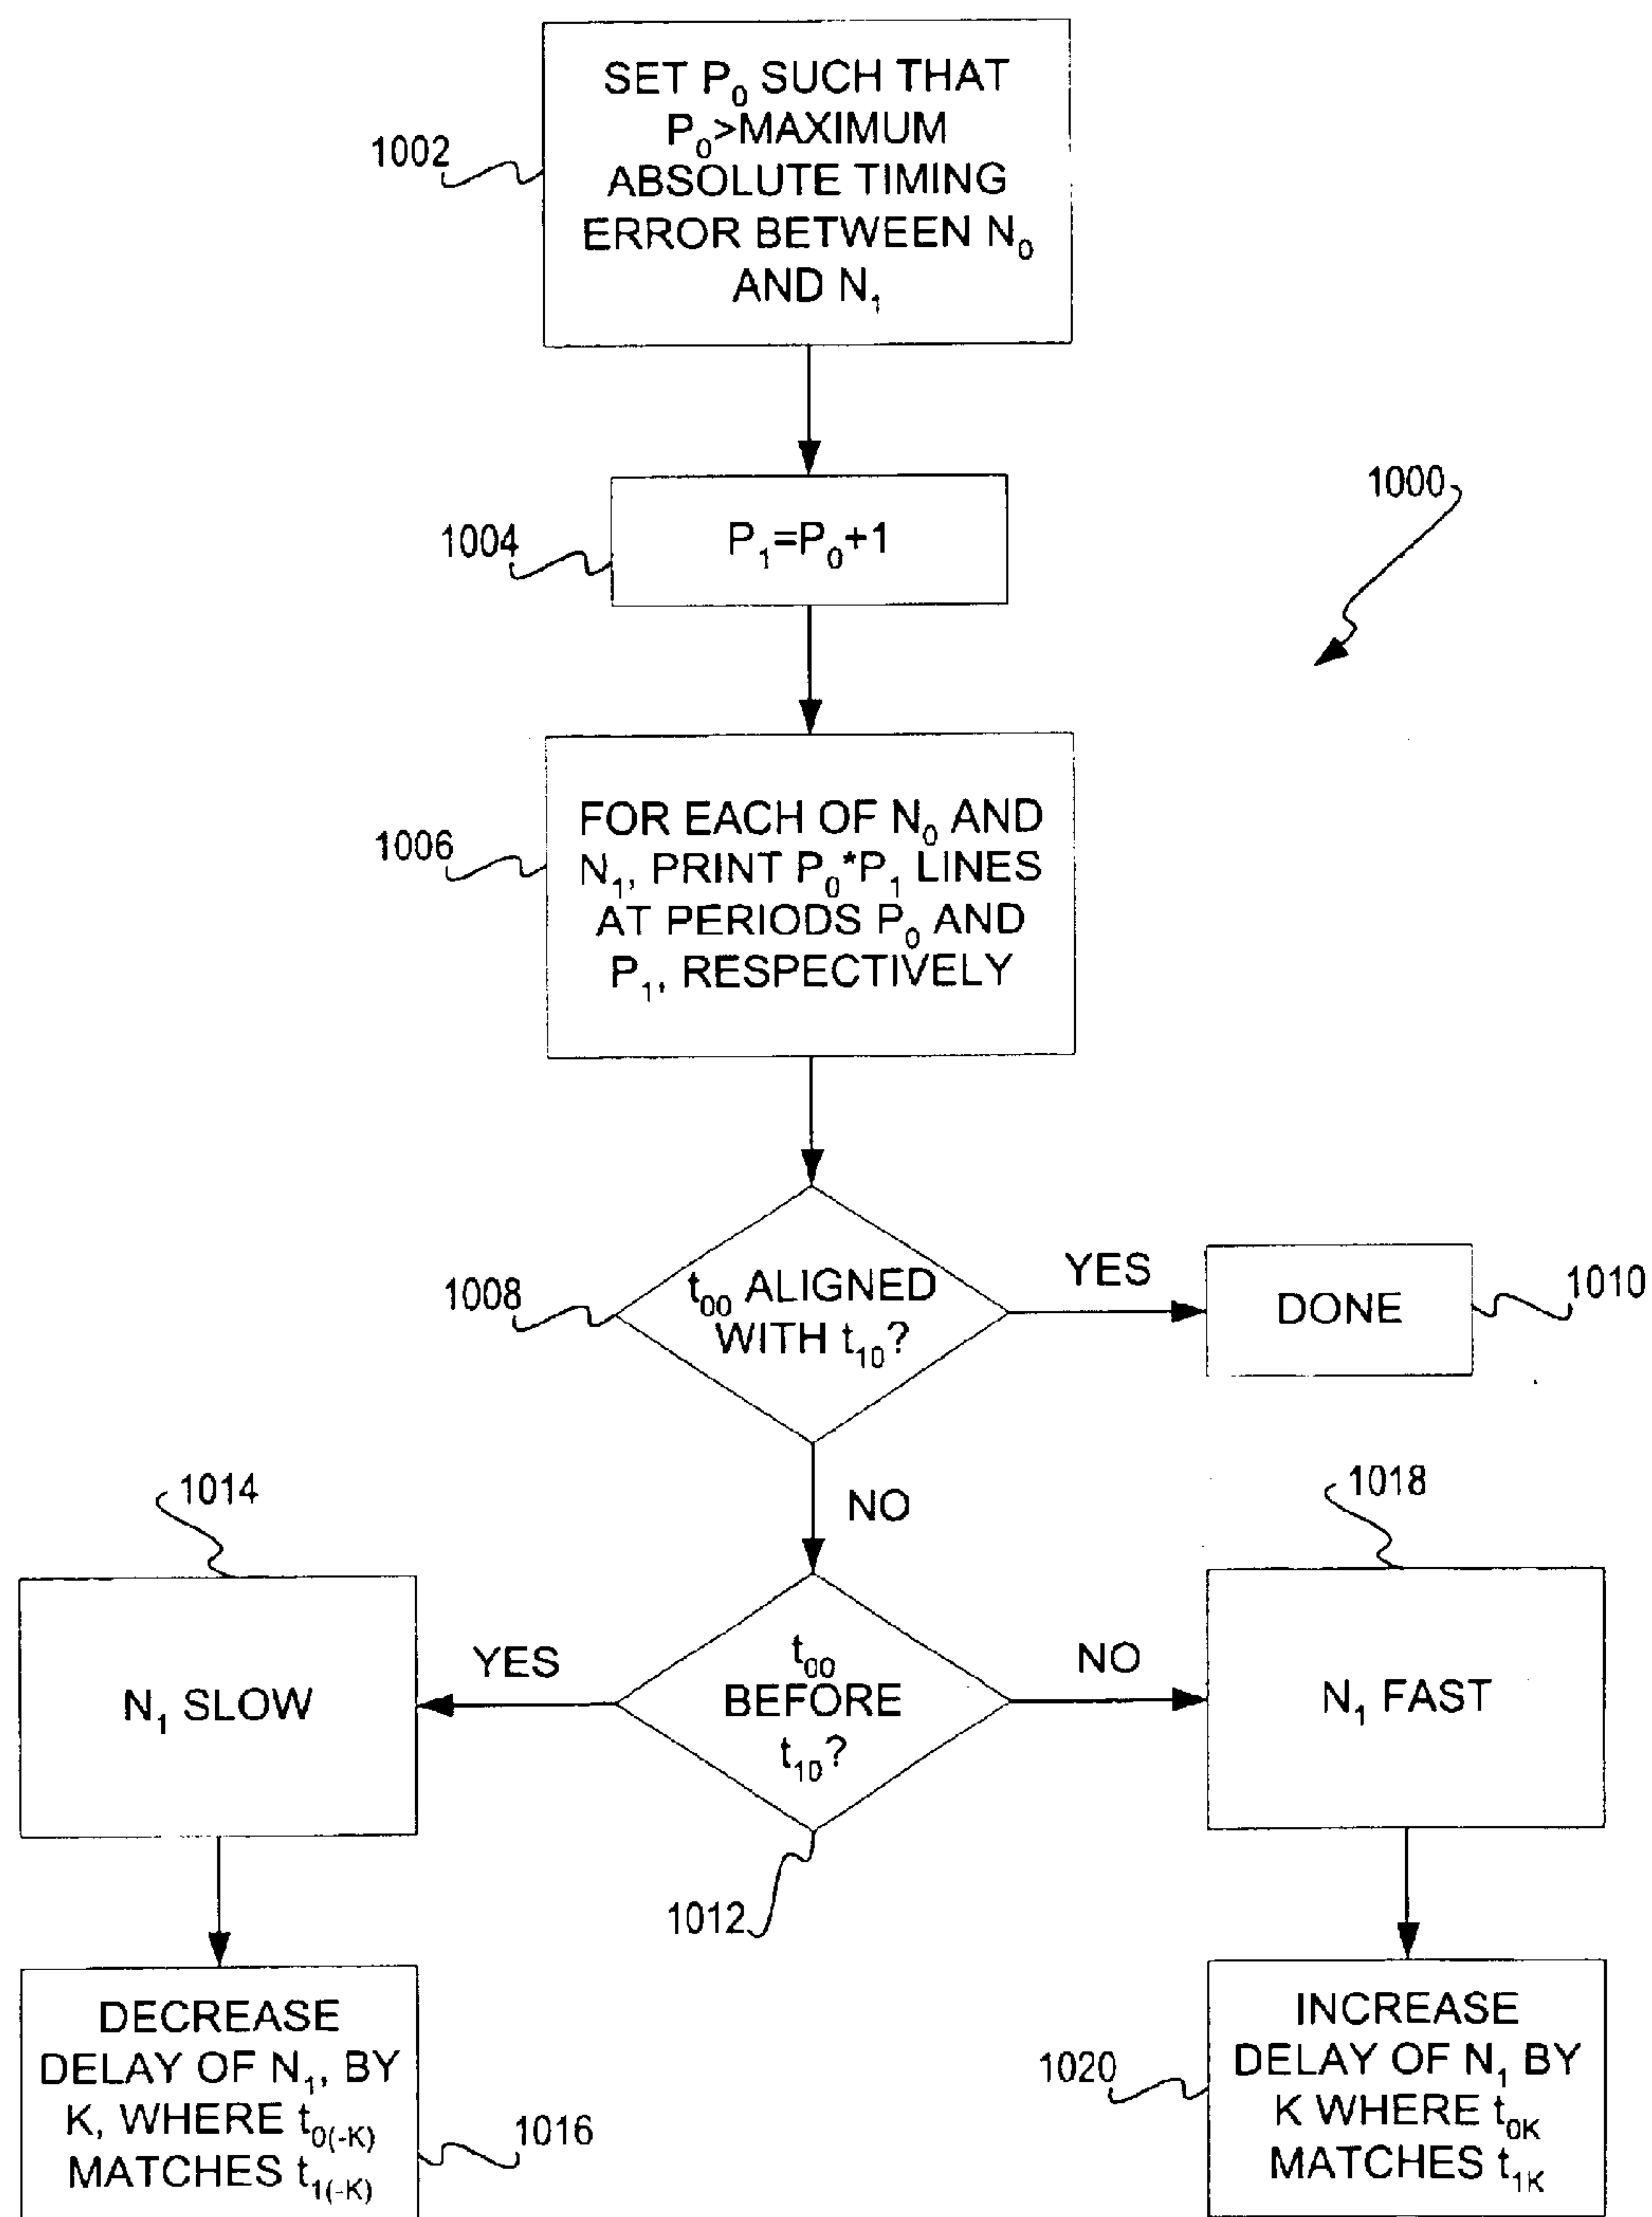 SET P₀ SUCH THAT
P₀>MAXIMUM
ABSOLUTE TIMING
ERROR BETWEEN N₀
AND N₁
1002
P₁=P₀+1
1004
1000
FOR EACH OF N₀ AND
N₁, PRINT P₀*P₁ LINES
AT PERIODS P₀ AND
P₁, RESPECTIVELY
1006
t₀₀ ALIGNED
WITH t₁₀?
1008
YES
DONE
1010
NO
1014
1018
N₁ SLOW
YES
t₀₀
BEFORE
t₁₀?
NO
N₁ FAST
1012
DECREASE
DELAY OF N₁, BY
K, WHERE t₀₍₋K₎
MATCHES t₁₍₋K₎
1016
INCREASE
DELAY OF N₁ BY
K WHERE t₀K
MATCHES t₁K
1020